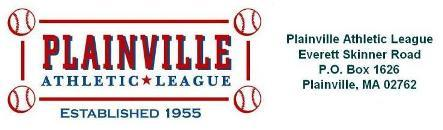 PLAINVILLE
ATHLETIC★LEAGUE
ESTABLISHED 1955
Plainville Athletic League
Everett Skinner Road
P.O. Box 1626
Plainville, MA 02762